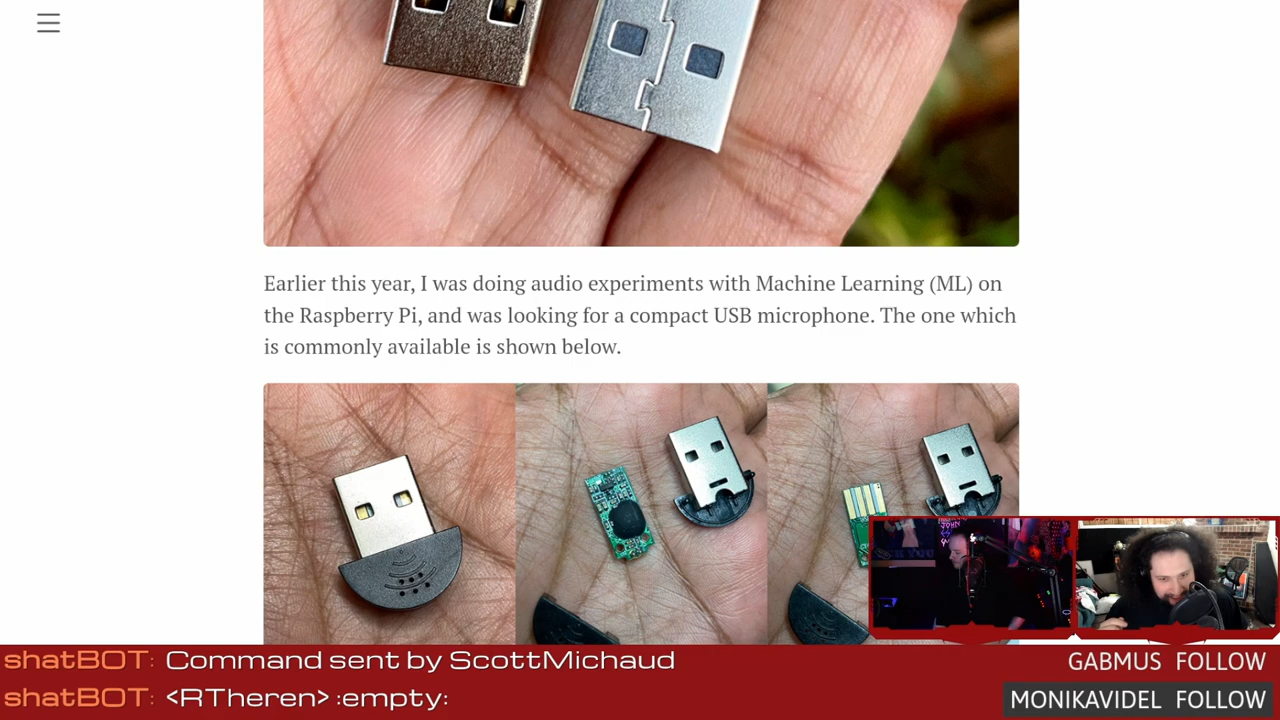 Earlier this year, I was doing audio experiments with Machine Learning (ML) on
the Raspberry Pi, and was looking for a compact USB microphone. The one which
is commonly available is shown below.
shatBOT: Command sent by ScottMichaud
shatBOT: <RTheren> :empty:
GABMUS FOLLOW
MONIKAVIDEL FOLLOW